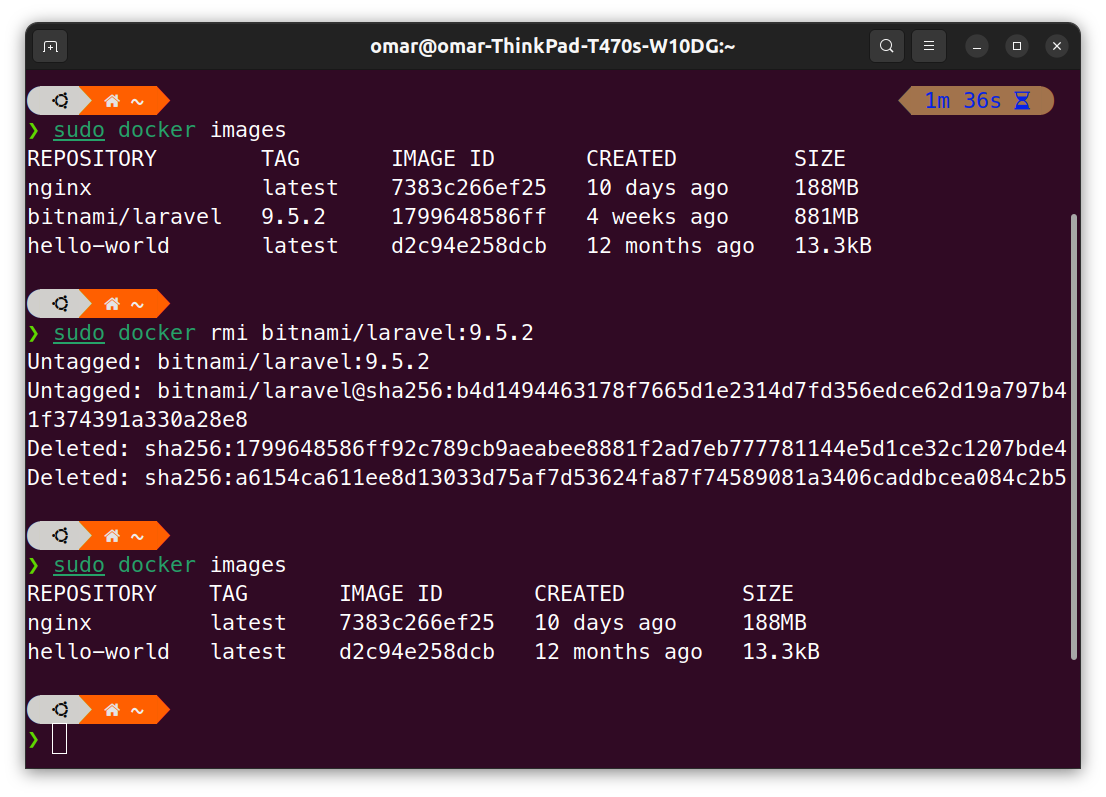 omar@omar-ThinkPad-T470s-W10DG:~
~ 1m 36s
❯ sudo docker images
REPOSITORY        TAG       IMAGE ID       CREATED         SIZE
nginx             latest    7383c266ef25   10 days ago     188MB
bitnami/laravel   9.5.2     1799648586ff   4 weeks ago     881MB
hello-world       latest    d2c94e258dcb   12 months ago   13.3kB
~
❯ sudo docker rmi bitnami/laravel:9.5.2
Untagged: bitnami/laravel:9.5.2
Untagged: bitnami/laravel@sha256:b4d1494463178f7665d1e2314d7fd356edce62d19a797b4
1f374391a330a28e8
Deleted: sha256:1799648586ff92c789cb9aeabee8881f2ad7eb777781144e5d1ce32c1207bde4
Deleted: sha256:a6154ca611ee8d13033d75af7d53624fa87f74589081a3406caddbcea084c2b5
~
❯ sudo docker images
REPOSITORY    TAG       IMAGE ID       CREATED         SIZE
nginx         latest    7383c266ef25   10 days ago     188MB
hello-world   latest    d2c94e258dcb   12 months ago   13.3kB
~
❯